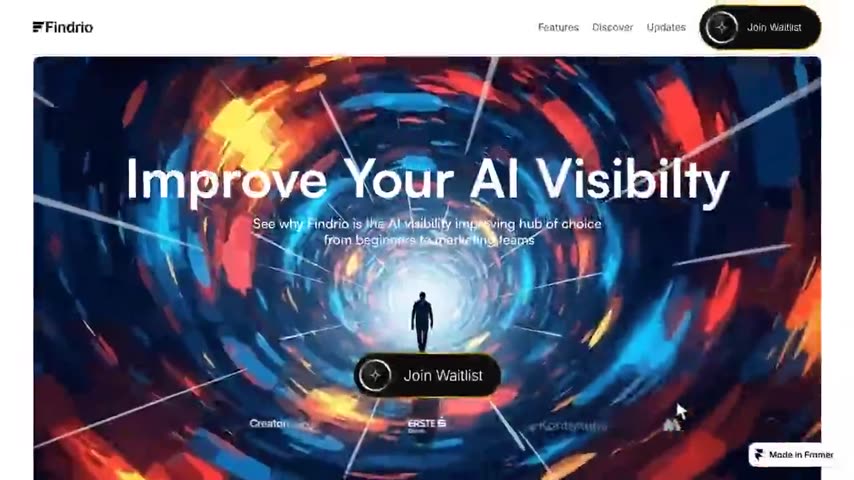 Findrio
Features Discover Updates Join Waitlist
Improve Your AI Visibilty
See why Findrio is the AI visibility improving hub of choice
from beginners to marketing teams
Join Waitlist
Creator
ERSTE
Made in Framer